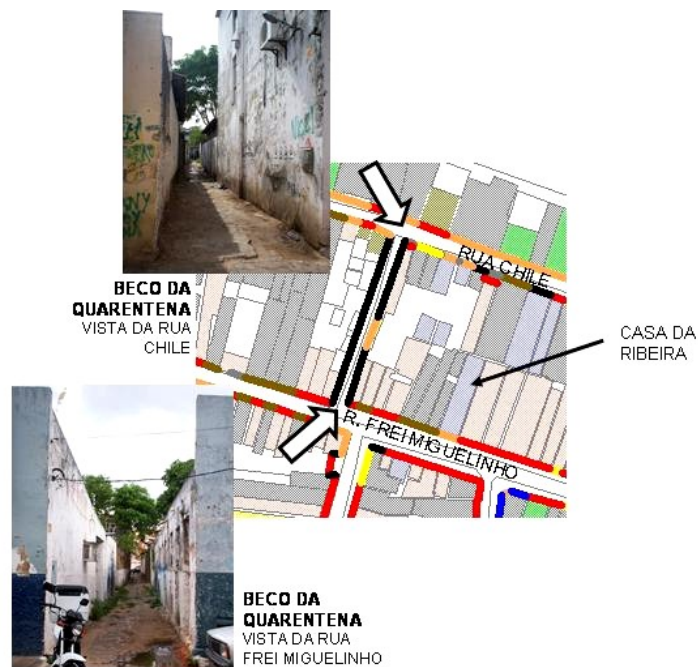 BECO DA
QUARENTENA
VISTA DA RUA
CHILE
RUA CHILE
CASA DA
RIBEIRA
R. FREI MIGUELINHO
BECO DA
QUARENTENA
VISTA DA RUA
FREI MIGUELINHO